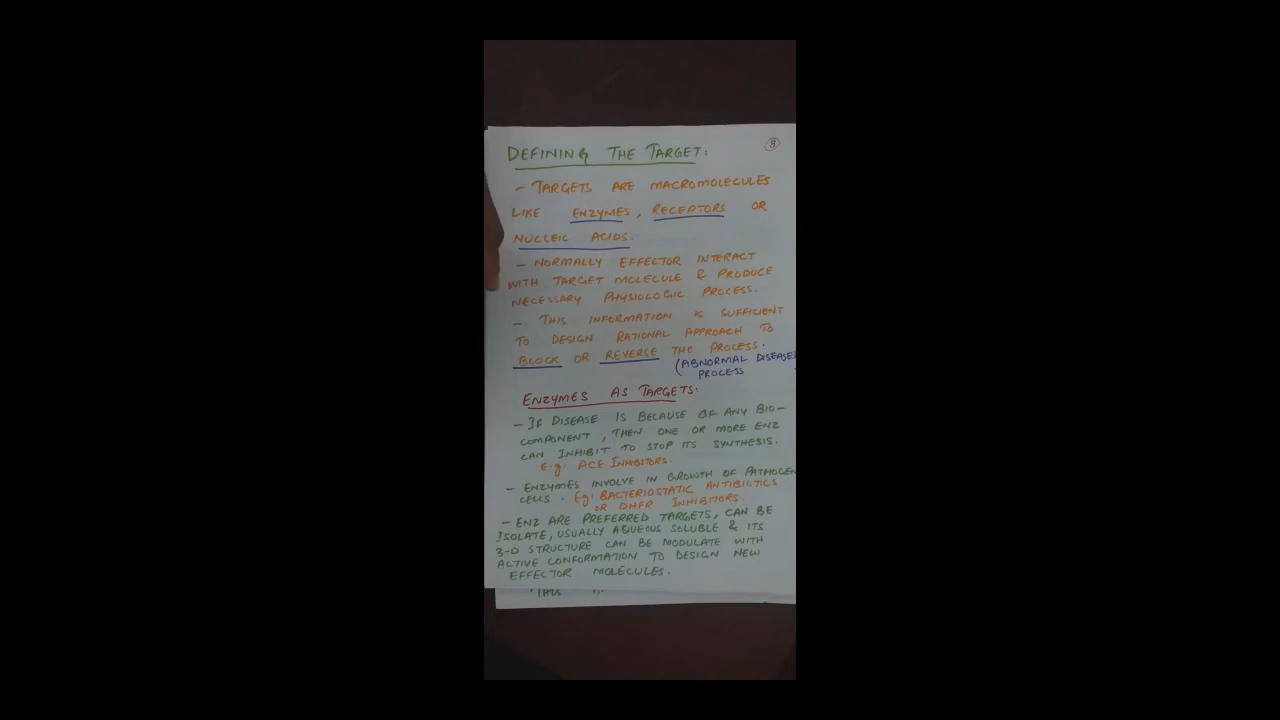 8
DEFINING THE TARGET:
- TARGETS ARE MACROMOLECULES
LIKE ENZYMES, RECEPTORS OR
NUCLEIC ACIDS.
- NORMALLY EFFECTOR INTERACT
WITH TARGET MOLECULE & PRODUCE
NECESSARY PHYSIOLOGIC PROCESS.
- THIS INFORMATION IS SUFFICIENT
TO DESIGN RATIONAL APPROACH TO
BLOCK OR REVERSE THE PROCESS.
(ABNORMAL DISEASES
PROCESS
ENZYMES AS TARGETS:
- IF DISEASE IS BECAUSE OF ANY BIO-
COMPONENT, THEN ONE OR MORE ENZ
CAN INHIBIT TO STOP ITS SYNTHESIS.
E.g: ACE INHIBITORS.
- ENZYMES INVOLVE IN GROWTH OF PATHOGEN
CELLS. Eg: BACTERIOSTATIC ANTIBIOTICS
OR DHFR INHIBITORS.
- ENZ ARE PREFERRED TARGETS, CAN BE
ISOLATE, USUALLY AQUEOUS SOLUBLE & ITS
3-D STRUCTURE CAN BE MODULATE WITH
ACTIVE CONFORMATION TO DESIGN NEW
EFFECTOR MOLECULES.